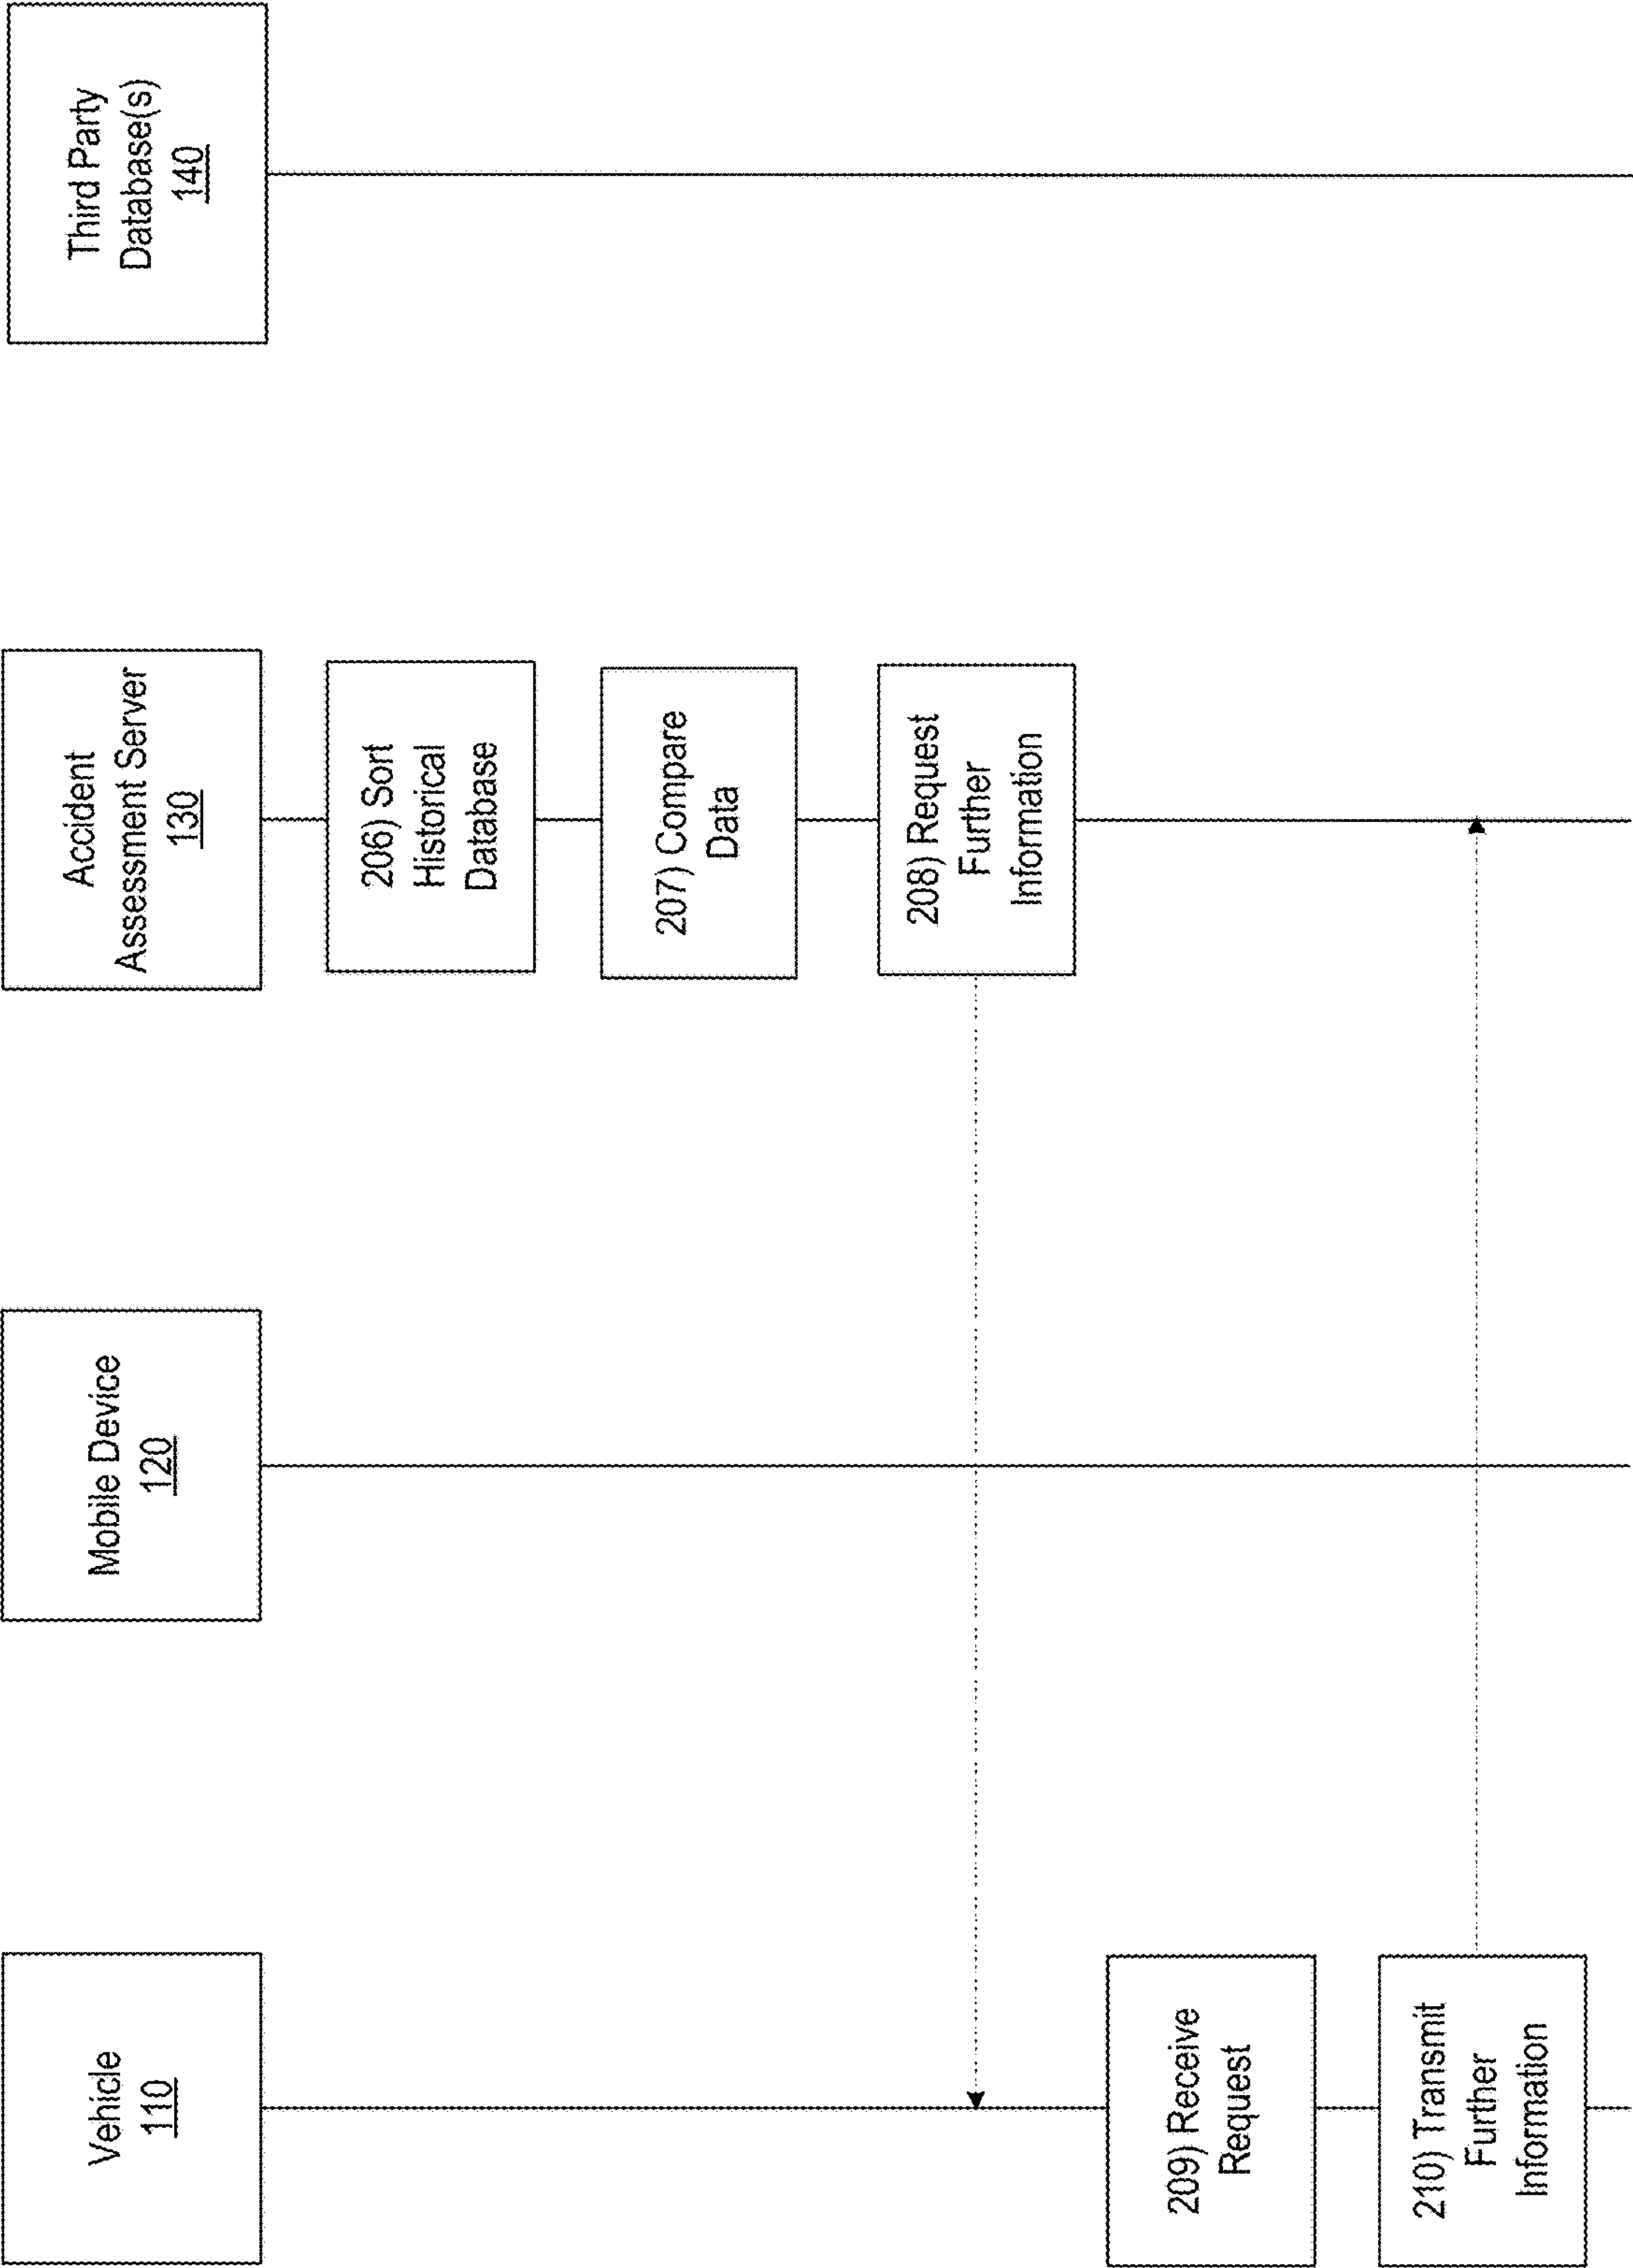 Vehicle
110
Mobile Device
120
Accident
Assessment Server
130
Third Party
Database(s)
140
206) Sort
Historical
Database
207) Compare
Data
208) Request
Further
Information
209) Receive
Request
210) Transmit
Further
Information